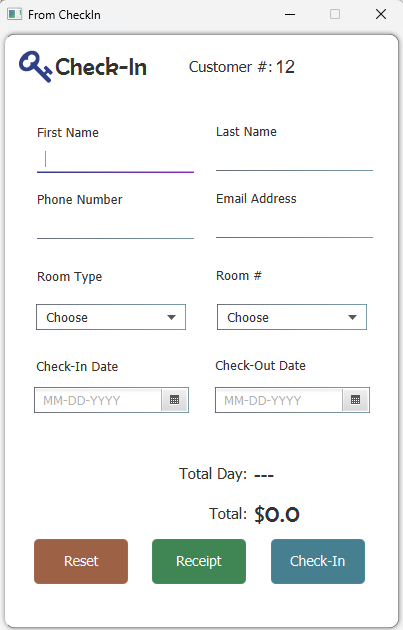 From CheckIn
Check-In
Customer #: 12
First Name
Last Name
Phone Number
Email Address
Room Type
Room #
Choose
Choose
Check-In Date
Check-Out Date
MM-DD-YYYY
MM-DD-YYYY
Total Day: ---
Total: $0.0
Reset
Receipt
Check-In